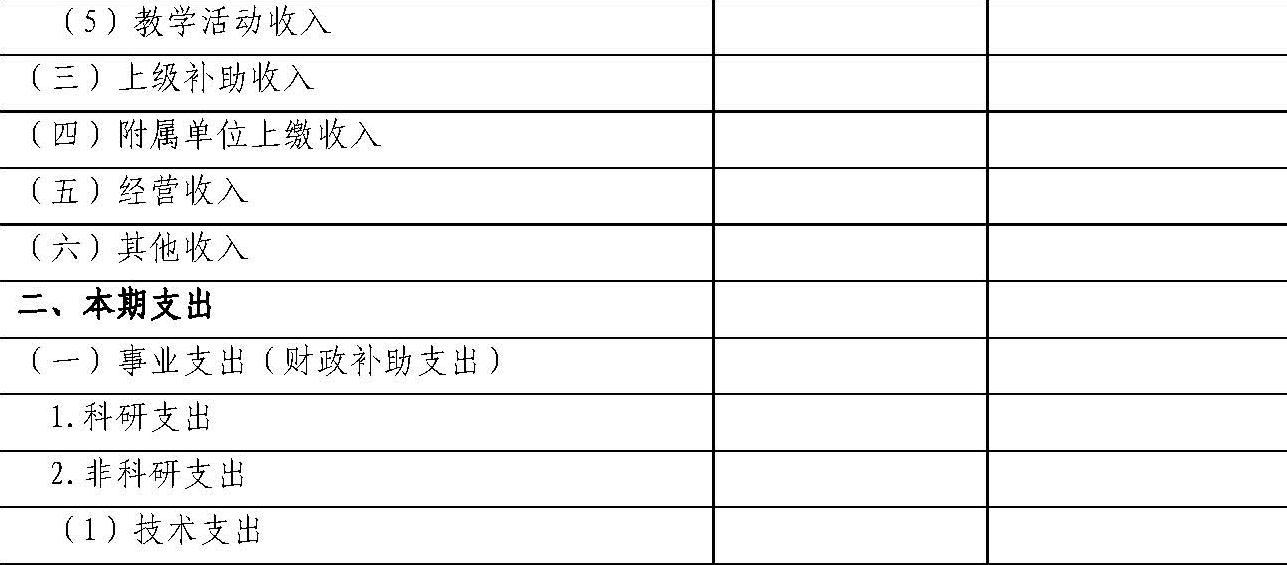 （5）教学活动收入
（三）上级补助收入
（四）附属单位上缴收入
（五）经营收入
（六）其他收入
二、本期支出
（一）事业支出（财政补助支出）
1.科研支出
2.非科研支出
（1）技术支出